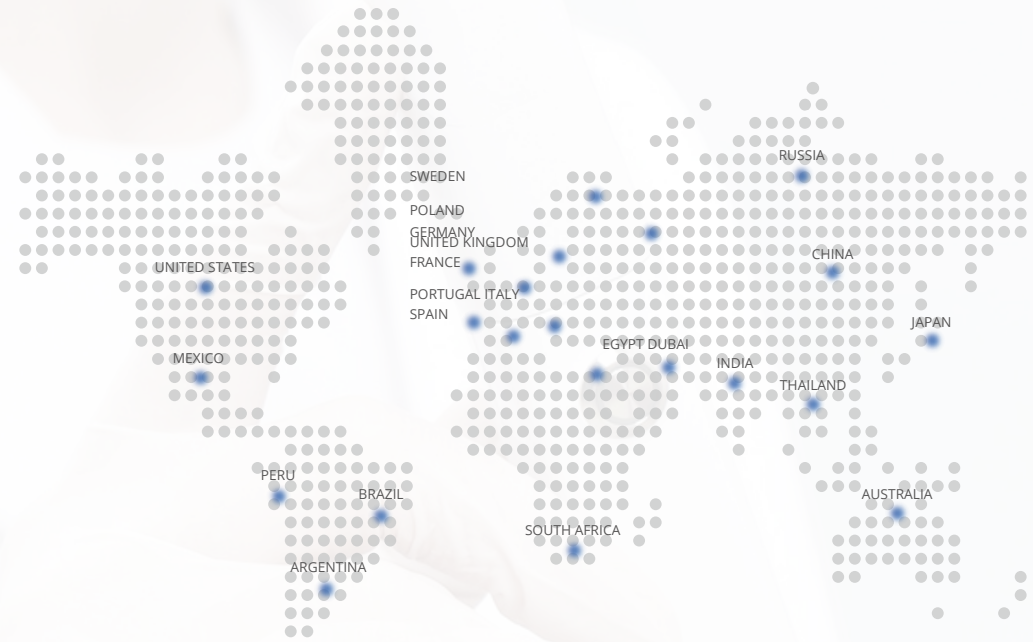 RUSSIA
SWEDEN
POLAND
GERMANY
UNITED KINGDOM
CHINA
FRANCE
UNITED STATES
PORTUGAL ITALY
SPAIN
JAPAN
EGYPT DUBAI
MEXICO
INDIA
THAILAND
PERU
BRAZIL
AUSTRALIA
SOUTH AFRICA
ARGENTINA